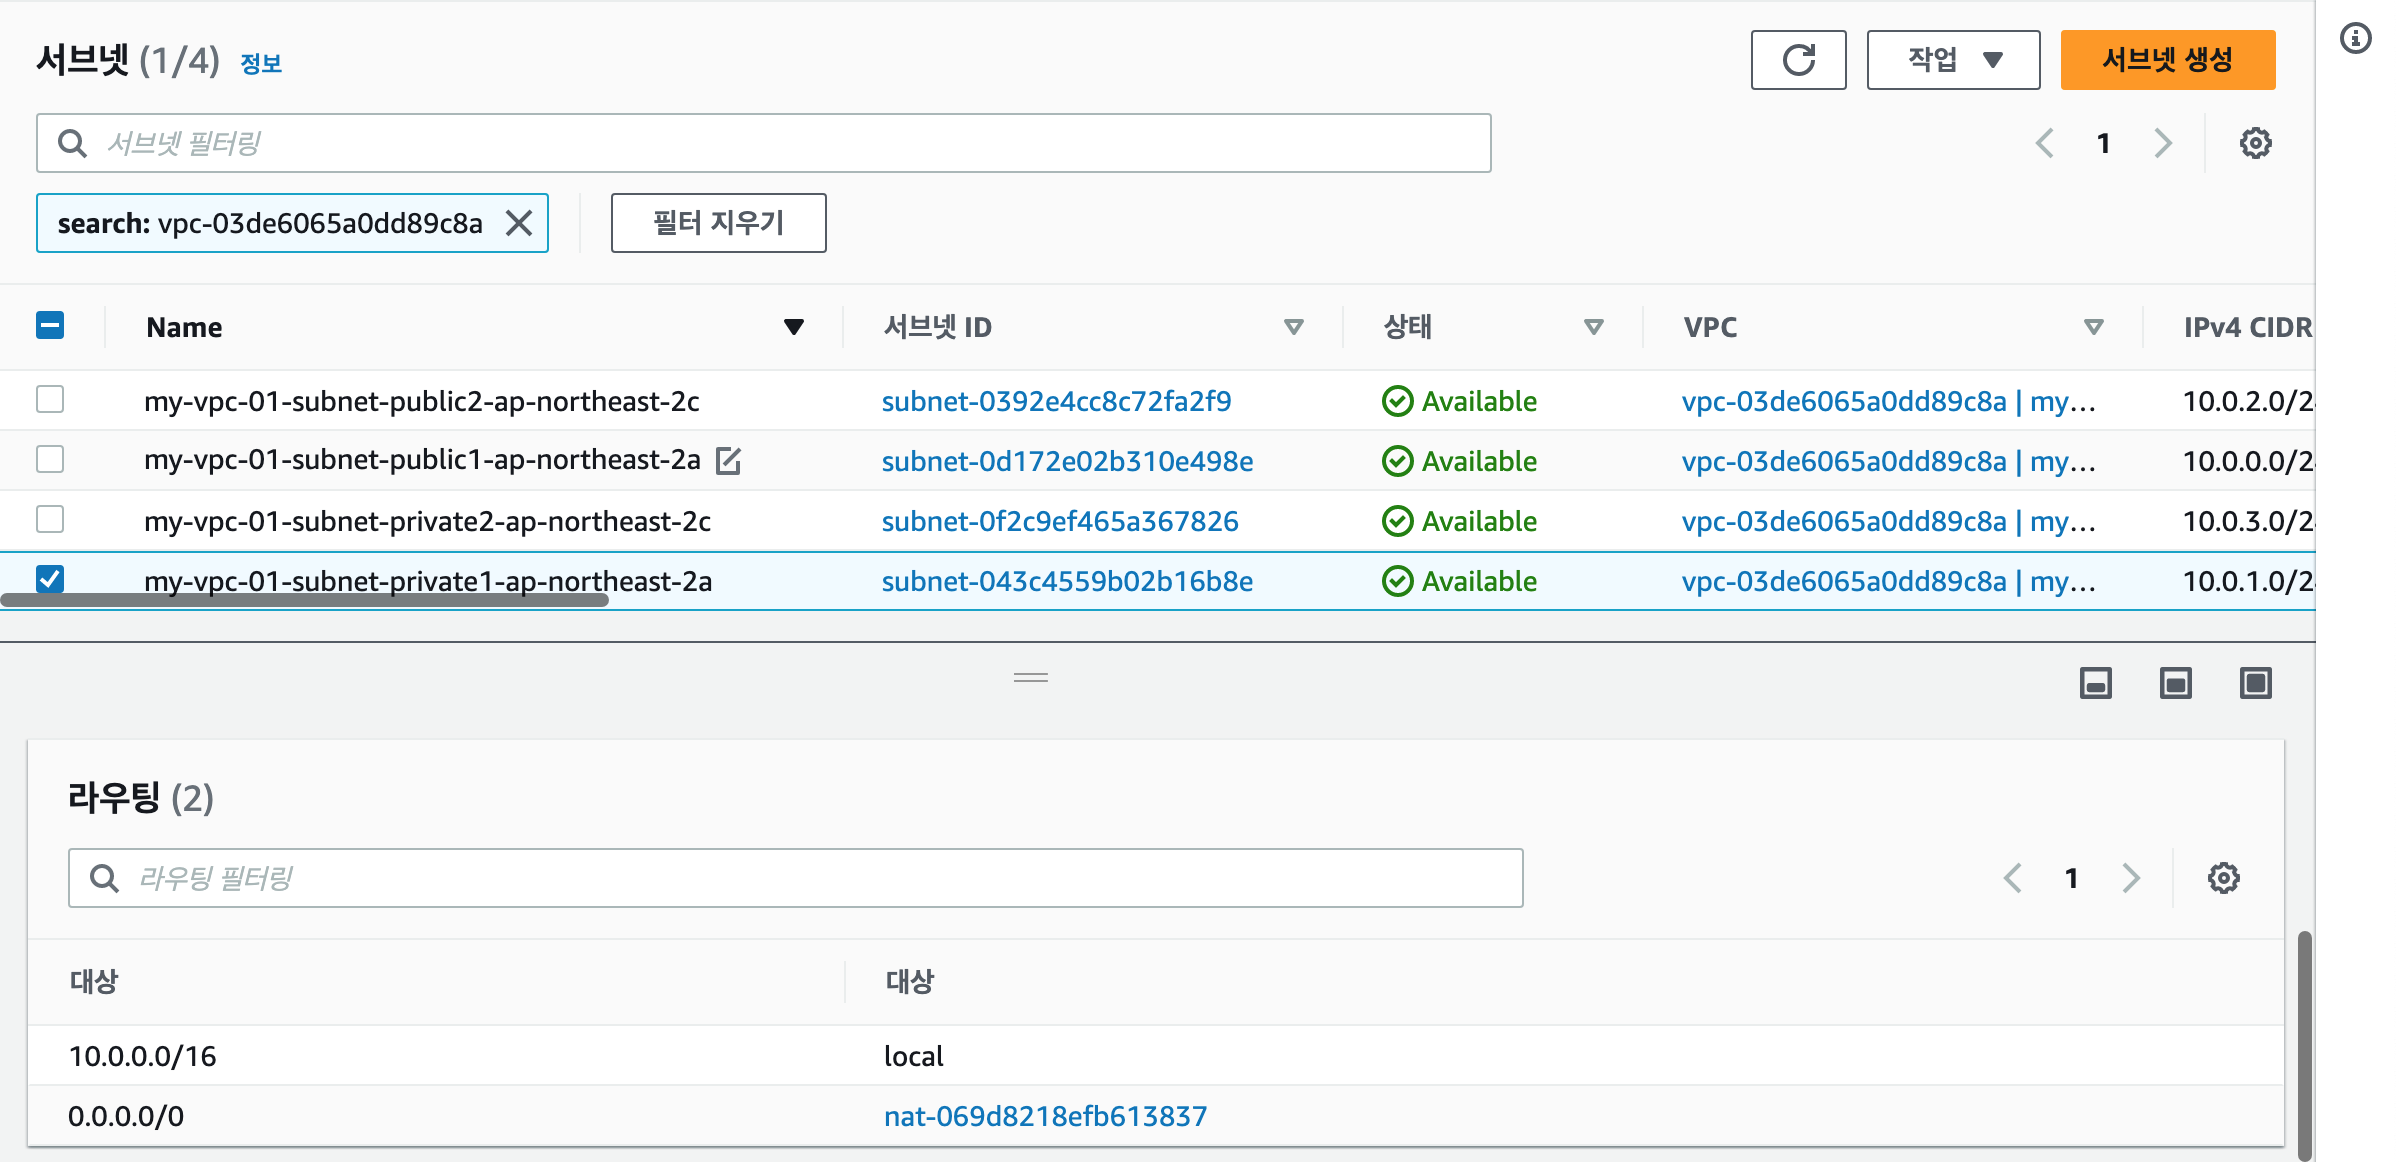 서브넷 (1/4) 정보
작업
서브넷 생성
서브넷 필터링
1
search: vpc-03de6065a0dd89c8a
필터 지우기
Name 서브넷 ID 상태 VPC IPv4 CIDR
my-vpc-01-subnet-public2-ap-northeast-2c subnet-0392e4cc8c72fa2f9 Available vpc-03de6065a0dd89c8a | my… 10.0.2.0/2
my-vpc-01-subnet-public1-ap-northeast-2a subnet-0d172e02b310e498e Available vpc-03de6065a0dd89c8a | my… 10.0.0.0/2
my-vpc-01-subnet-private2-ap-northeast-2c subnet-0f2c9ef465a367826 Available vpc-03de6065a0dd89c8a | my… 10.0.3.0/2
my-vpc-01-subnet-private1-ap-northeast-2a subnet-043c4559b02b16b8e Available vpc-03de6065a0dd89c8a | my… 10.0.1.0/2
라우팅 (2)
라우팅 필터링
1
대상 대상
10.0.0.0/16 local
0.0.0.0/0 nat-069d8218efb613837